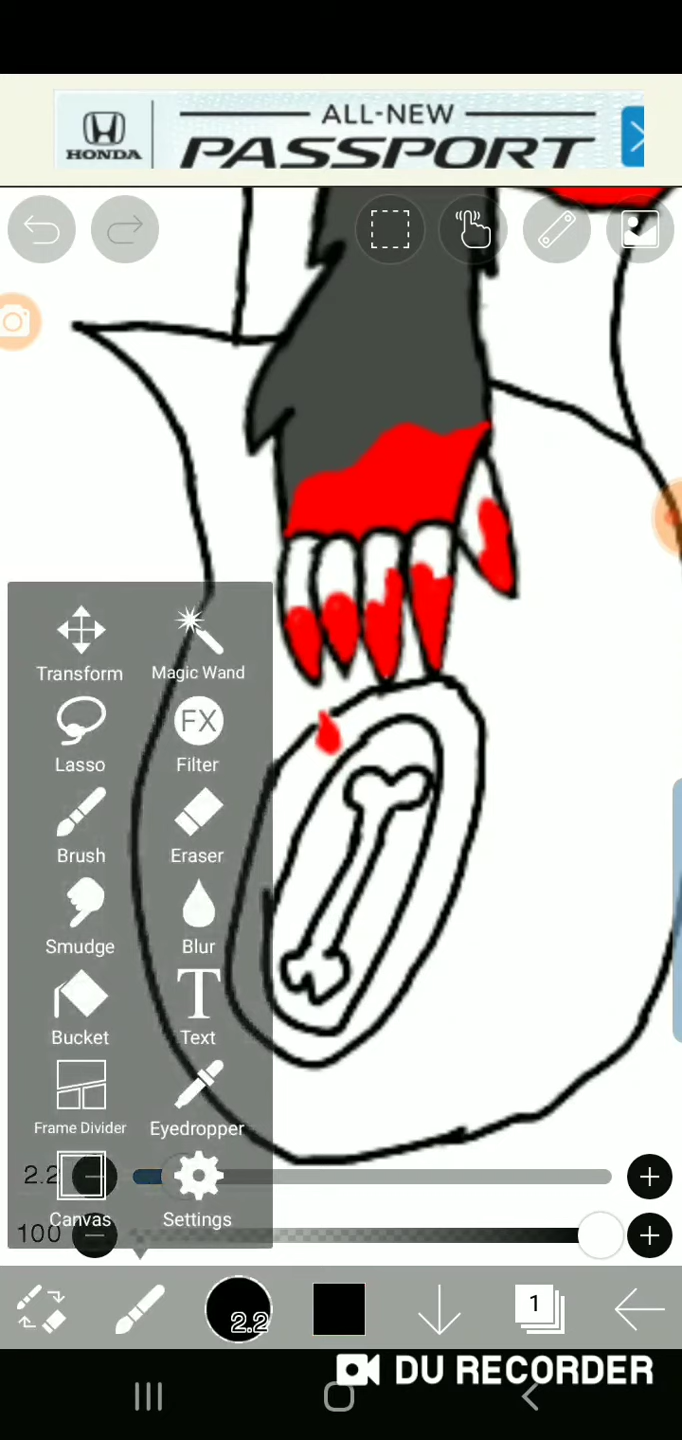 ALL-NEW
HONDA
PASSPORT
Transform
Magic Wand
FX
Lasso
Filter
Brush
Eraser
Smudge
Blur
T
Bucket
Text
Frame Divider
Eyedropper
2.2
Canvas
Settings
100
2.2
1
DU RECORDER